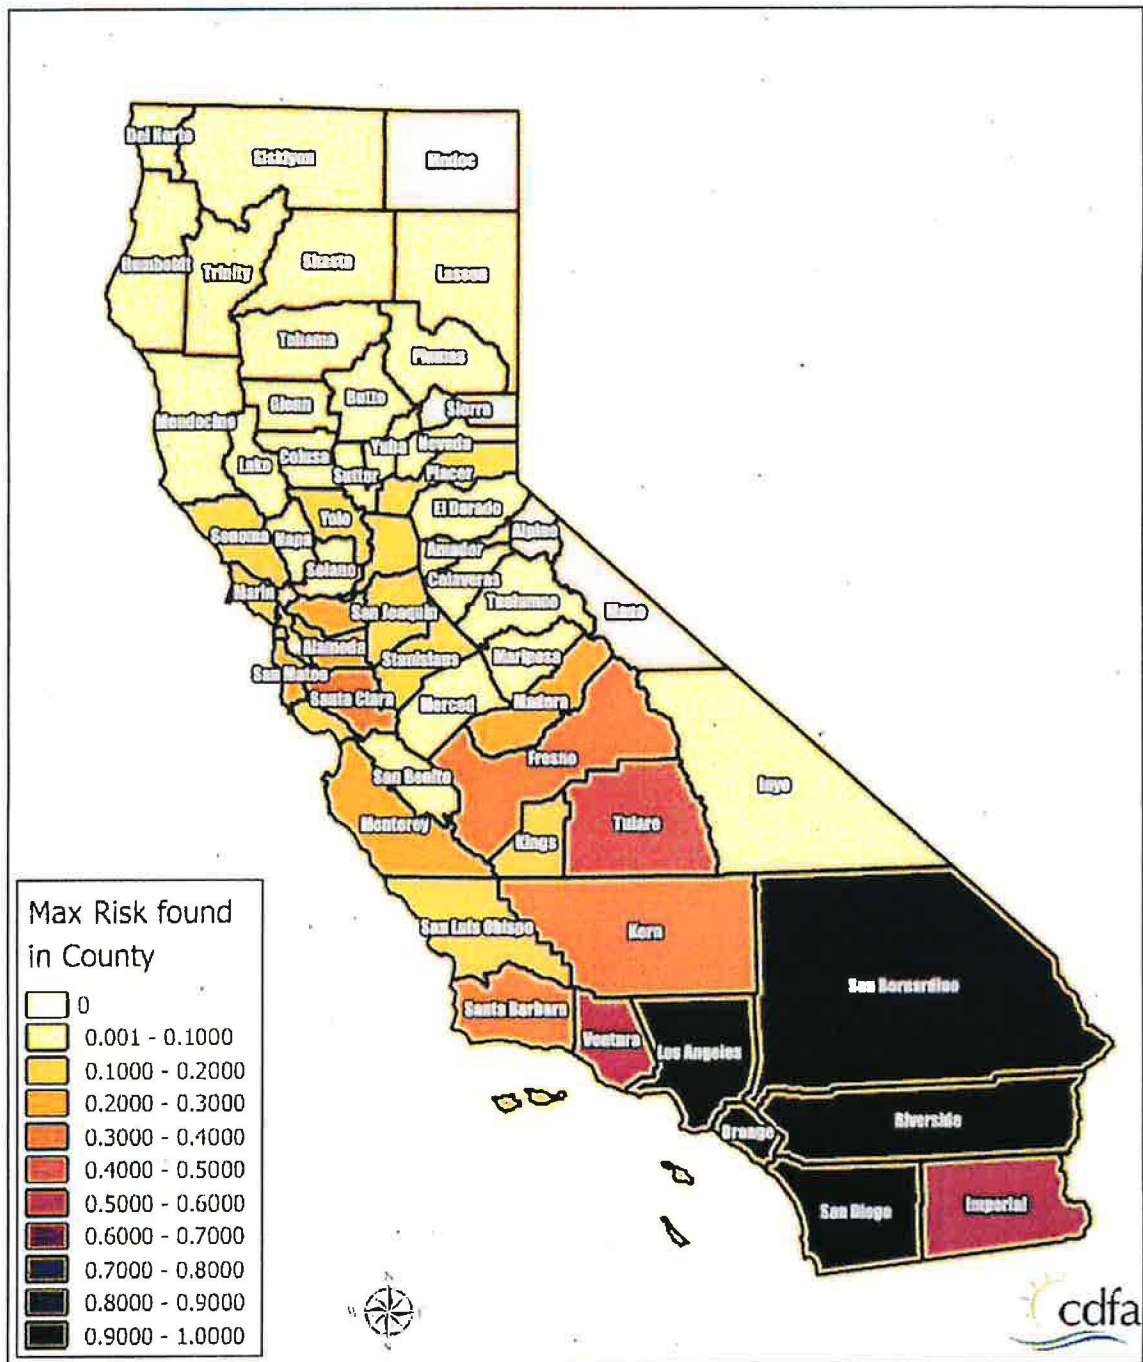 Del Norte
Siskiyou
Modoc
Humboldt
Trinity
Shasta
Lassen
Tehama
Plumas
Mendocino
Glenn
Butte
Sierra
Lake
Colusa
Sutter
Yuba
Nevada
Placer
El Dorado
Sonoma
Napa
Yolo
Solano
Alpine
Amador
Calaveras
Tuolumne
Mono
Marin
San Joaquin
Alameda
Stanislaus
Mariposa
San Mateo
Santa Clara
Merced
Madera
San Benito
Fresno
Inyo
Monterey
Kings
Tulare
San Luis Obispo
Kern
San Bernardino
Santa Barbara
Ventura
Los Angeles
Orange
Riverside
San Diego
Imperial
Max Risk found
in County
0
0.001 - 0.1000
0.1000 - 0.2000
0.2000 - 0.3000
0.3000 - 0.4000
0.4000 - 0.5000
0.5000 - 0.6000
0.6000 - 0.7000
0.7000 - 0.8000
0.8000 - 0.9000
0.9000 - 1.0000
cdfa